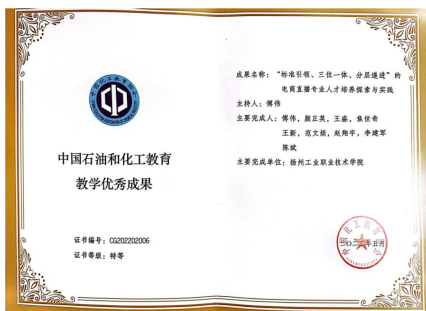 中国石油和化工教育
教学优秀成果
证书编号：CG202202006
证书等级：特等
成果名称：“标准引领、三位一体、分层递进”的
电商直播专业人才培养探索与实践
主持人：傅伟
主要完成人：傅伟，颜正英，王盛，焦世奇
王新，范文娟，赵翔宇，李建军
陈斌
主要完成单位：扬州工业职业技术学院